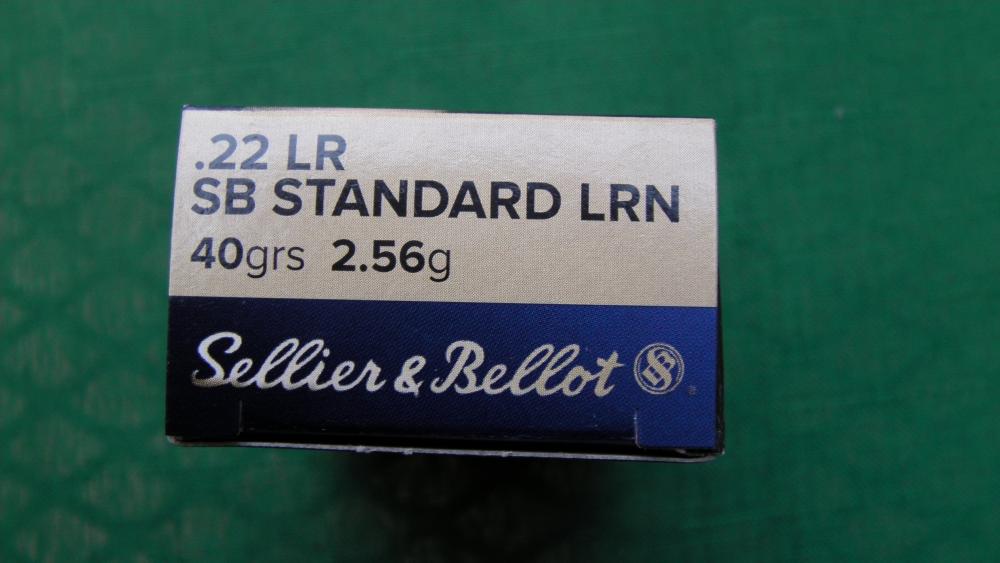 .22 LR
SB STANDARD LRN
40grs 2.56g
Sellier & Bellot